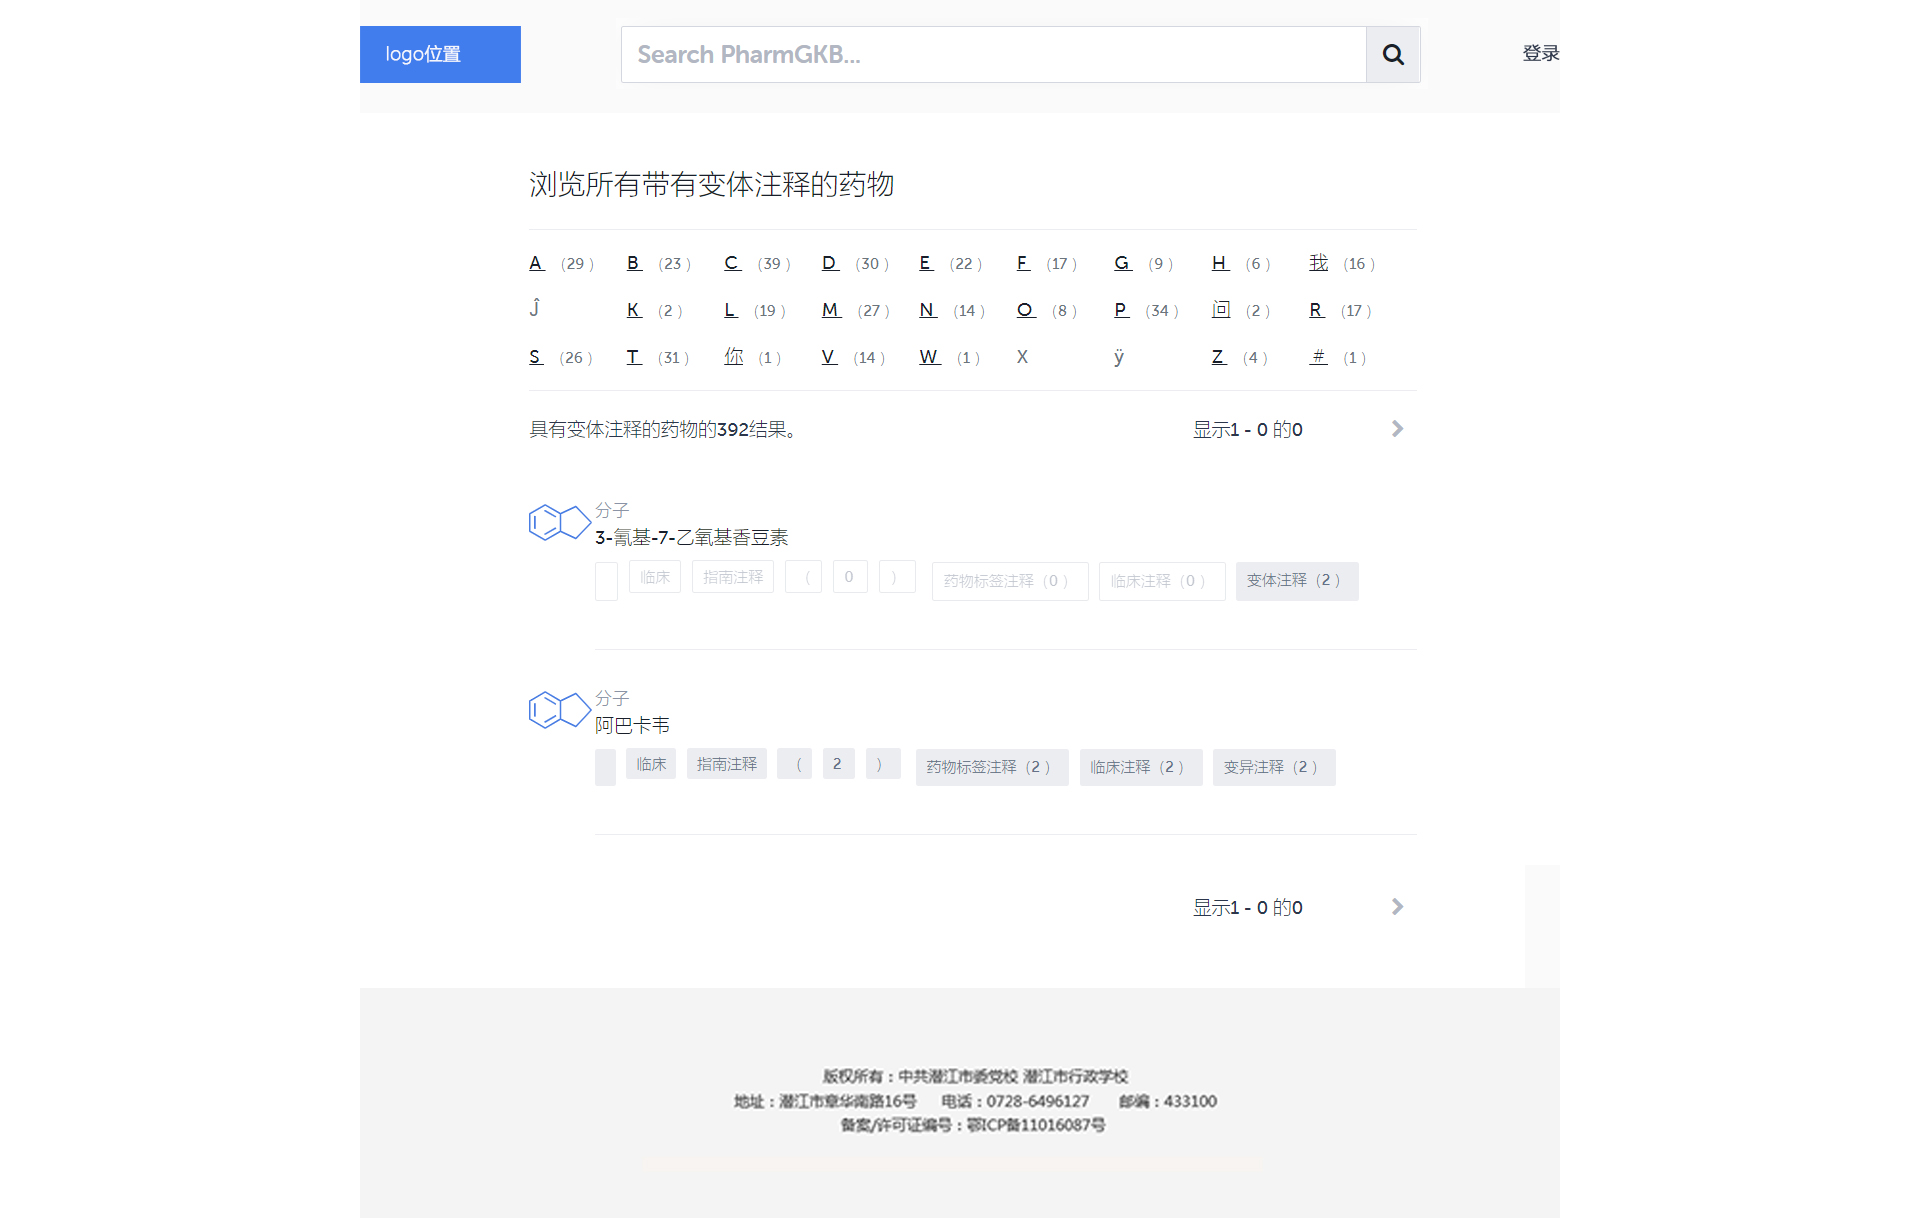 logo位置 Search PharmGKB... 登录
浏览所有带有变体注释的药物
A (29) B (23) C (39) D (30) E (22) F (17) G (9) H (6) 我 (16)
Ĵ K (2) L (19) M (27) N (14) O (8) P (34) 问 (2) R (17)
S (26) T (31) 你 (1) V (14) W (1) X ÿ Z (4) # (1)
具有变体注释的药物的392结果。 显示1 - 0 的0
分子
3-氰基-7-乙氧基香豆素
临床 指南注释 ( 0 ) 药物标签注释（0） 临床注释（0） 变体注释（2）
分子
阿巴卡韦
临床 指南注释 ( 2 ) 药物标签注释（2） 临床注释（2） 变异注释（2）
显示1 - 0 的0
版权所有：中共潜江市委党校 潜江市行政学校
地址：潜江市章华南路16号 电话：0728-6496127 邮编：433100
备案/许可证编号：鄂ICP备11016087号